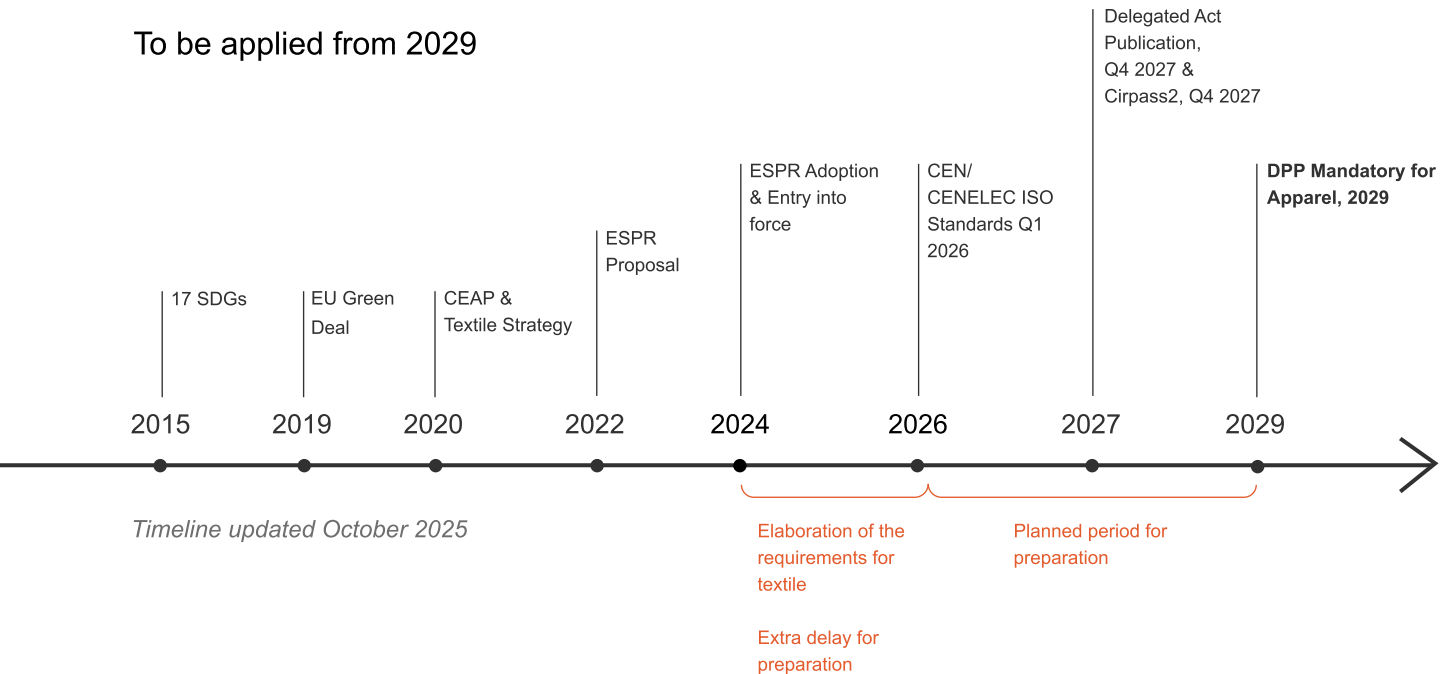 To be applied from 2029
Delegated Act
Publication,
Q4 2027 &
Cirpass2, Q4 2027
17 SDGs
EU Green
Deal
CEAP &
Textile Strategy
ESPR
Proposal
ESPR Adoption
& Entry into
force
CEN/
CENELEC ISO
Standards Q1
2026
DPP Mandatory for
Apparel, 2029
2015
2019
2020
2022
2024
2026
2027
2029
Timeline updated October 2025
Elaboration of the
requirements for
textile
Extra delay for
preparation
Planned period for
preparation